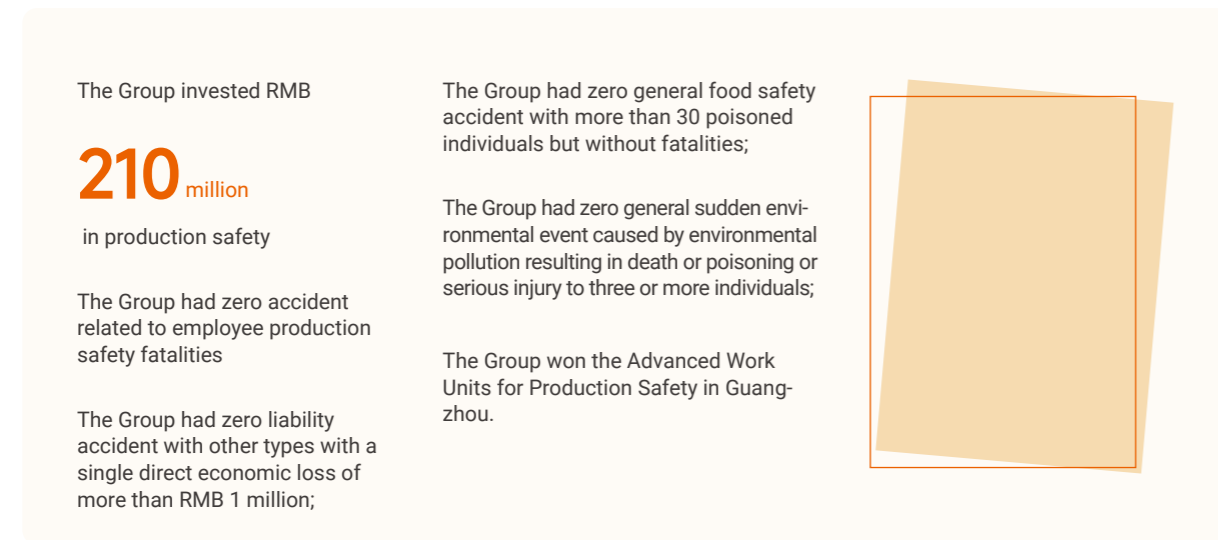 The Group invested RMB
210 million
in production safety
The Group had zero accident
related to employee production
safety fatalities
The Group had zero liability
accident with other types with a
single direct economic loss of
more than RMB 1 million;
The Group had zero general food safety
accident with more than 30 poisoned
individuals but without fatalities;
The Group had zero general sudden envi-
ronmental event caused by environmental
pollution resulting in death or poisoning or
serious injury to three or more individuals;
The Group won the Advanced Work
Units for Production Safety in Guang-
zhou.